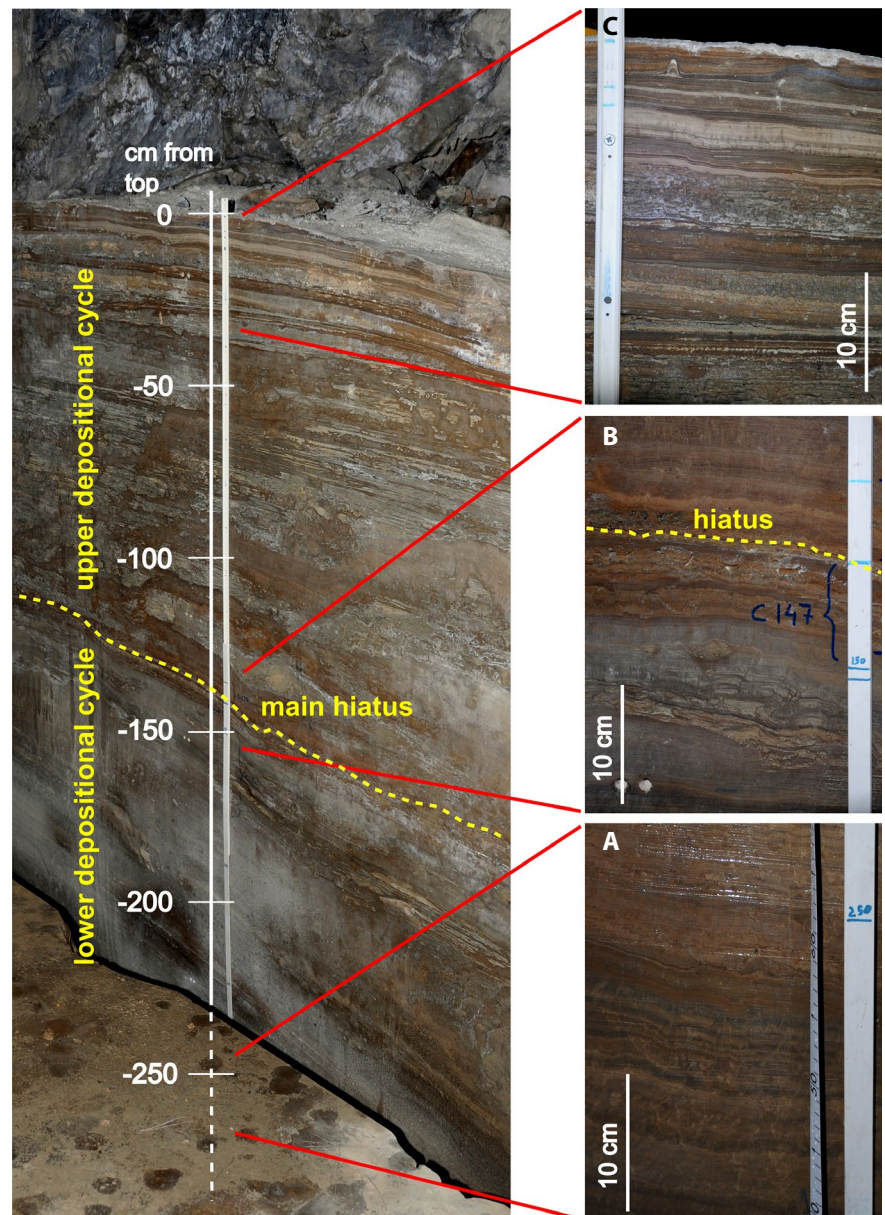 cm from
top
0
-50
-100
-150
-200
-250
upper depositional cycle
lower depositional cycle
main hiatus
C
10 cm
B
hiatus
C 147
150
10 cm
A
250
10 cm